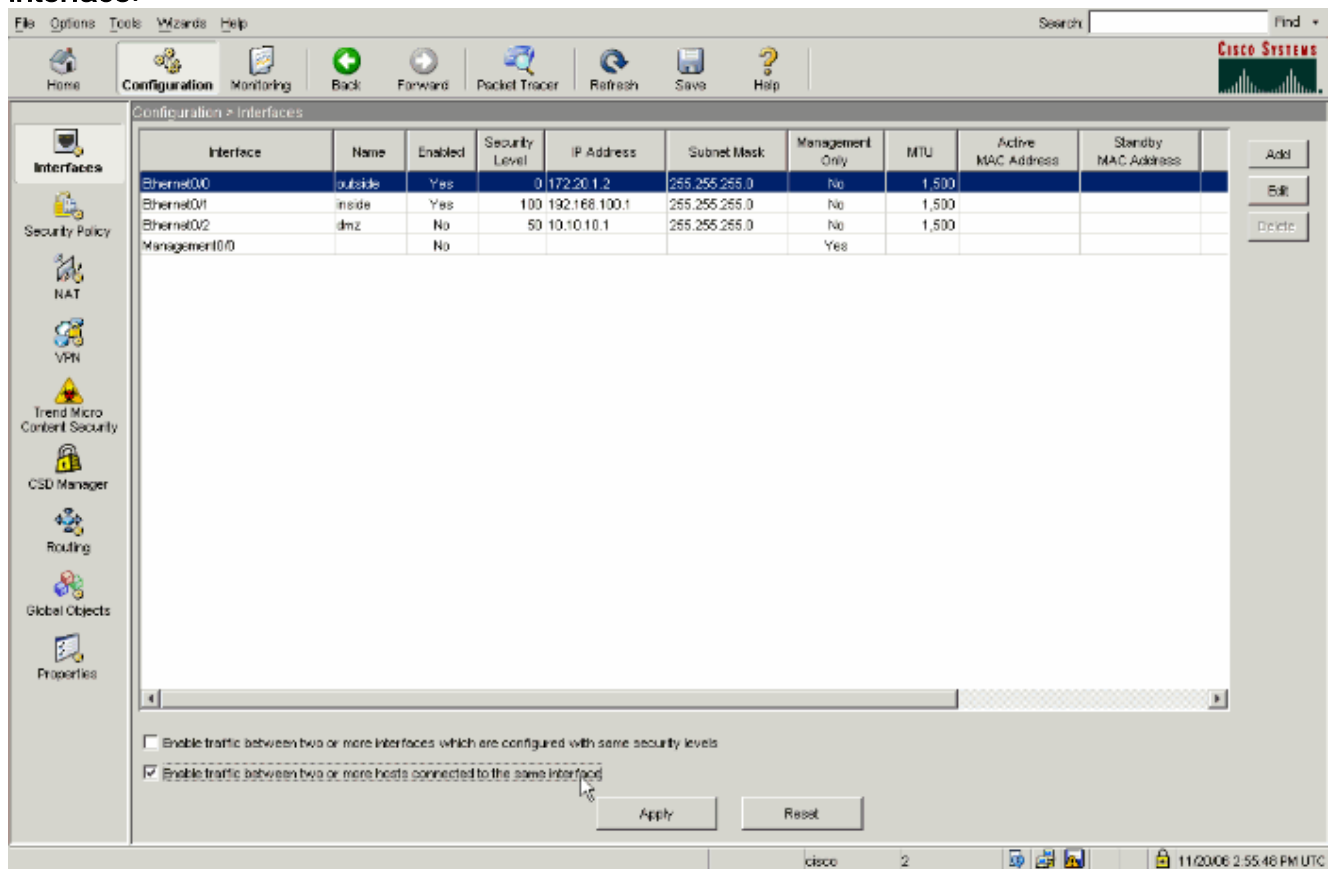 interface.
File Options Tools Wizards Help Search: Find
Home Configuration Monitoring Back Forward Packet Tracer Refresh Save Help
CISCO SYSTEMS
Configuration > Interfaces
Interfaces
Security Policy
NAT
VPN
Trend Micro
Content Security
CSD Manager
Routing
Global Objects
Properties
Interface Name Enabled Security Level IP Address Subnet Mask Management Only MTU Active MAC Address Standby MAC Address
Ethernet0/0 outside Yes 0 172.20.1.2 255.255.255.0 No 1,500
Ethernet0/1 inside Yes 100 192.168.100.1 255.255.255.0 No 1,500
Ethernet0/2 dmz No 50 10.10.10.1 255.255.255.0 No 1,500
Management0/0 No Yes
Add
Edit
Delete
Enable traffic between two or more interfaces which are configured with same security levels
Enable traffic between two or more hosts connected to the same interface
Apply Reset
cisco 2 11/20/06 2:55:48 PM UTC